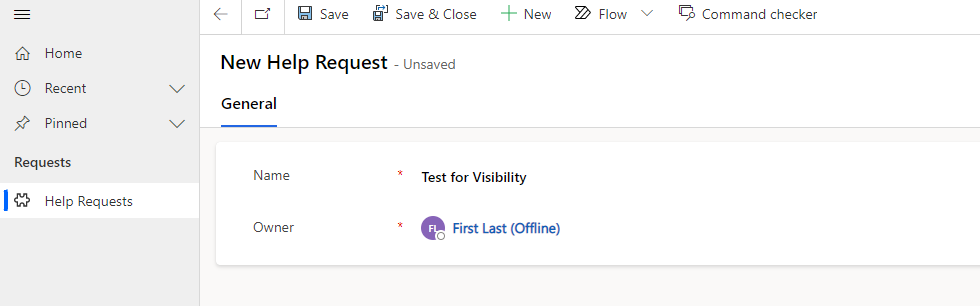 Save
Save & Close
New
Flow
Command checker
Home
Recent
Pinned
Requests
Help Requests
New Help Request - Unsaved
General
Name * Test for Visibility
Owner * FL First Last (Offline)